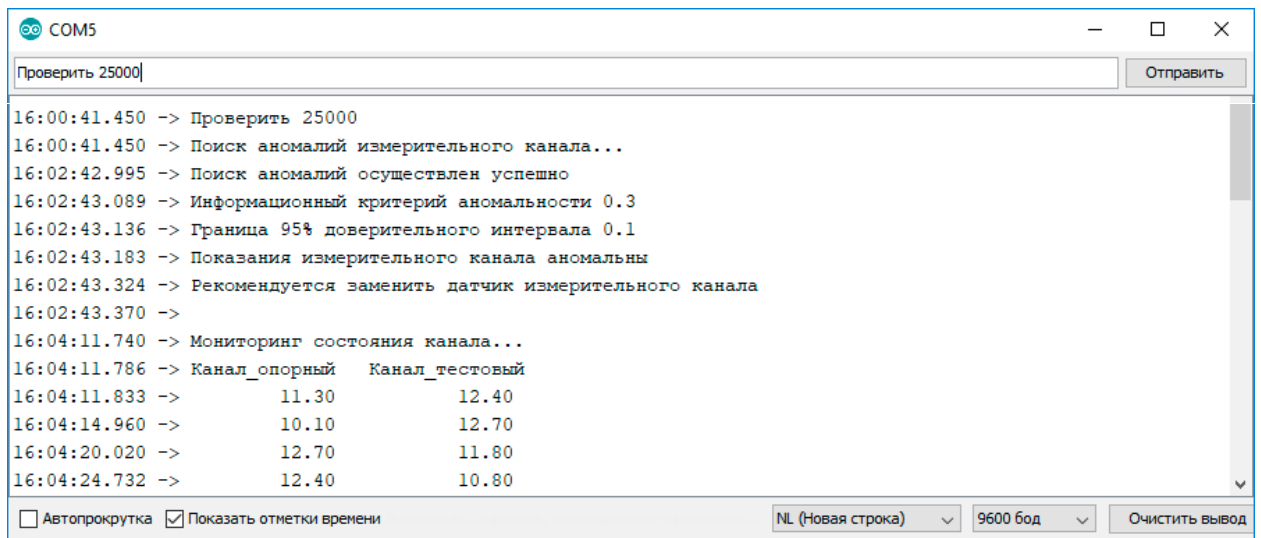 COM5
Проверить 25000
Отправить
16:00:41.450 -> Проверить 25000
16:00:41.450 -> Поиск аномалий измерительного канала...
16:02:42.995 -> Поиск аномалий осуществлен успешно
16:02:43.089 -> Информационный критерий аномальности 0.3
16:02:43.136 -> Граница 95% доверительного интервала 0.1
16:02:43.183 -> Показания измерительного канала аномальны
16:02:43.324 -> Рекомендуется заменить датчик измерительного канала
16:02:43.370 ->
16:04:11.740 -> Мониторинг состояния канала...
16:04:11.786 -> Канал_опорный Канал_тестовый
16:04:11.833 -> 11.30 12.40
16:04:14.960 -> 10.10 12.70
16:04:20.020 -> 12.70 11.80
16:04:24.732 -> 12.40 10.80
Автопрокрутка Показать отметки времени NL (Новая строка) 9600 бод Очистить вывод